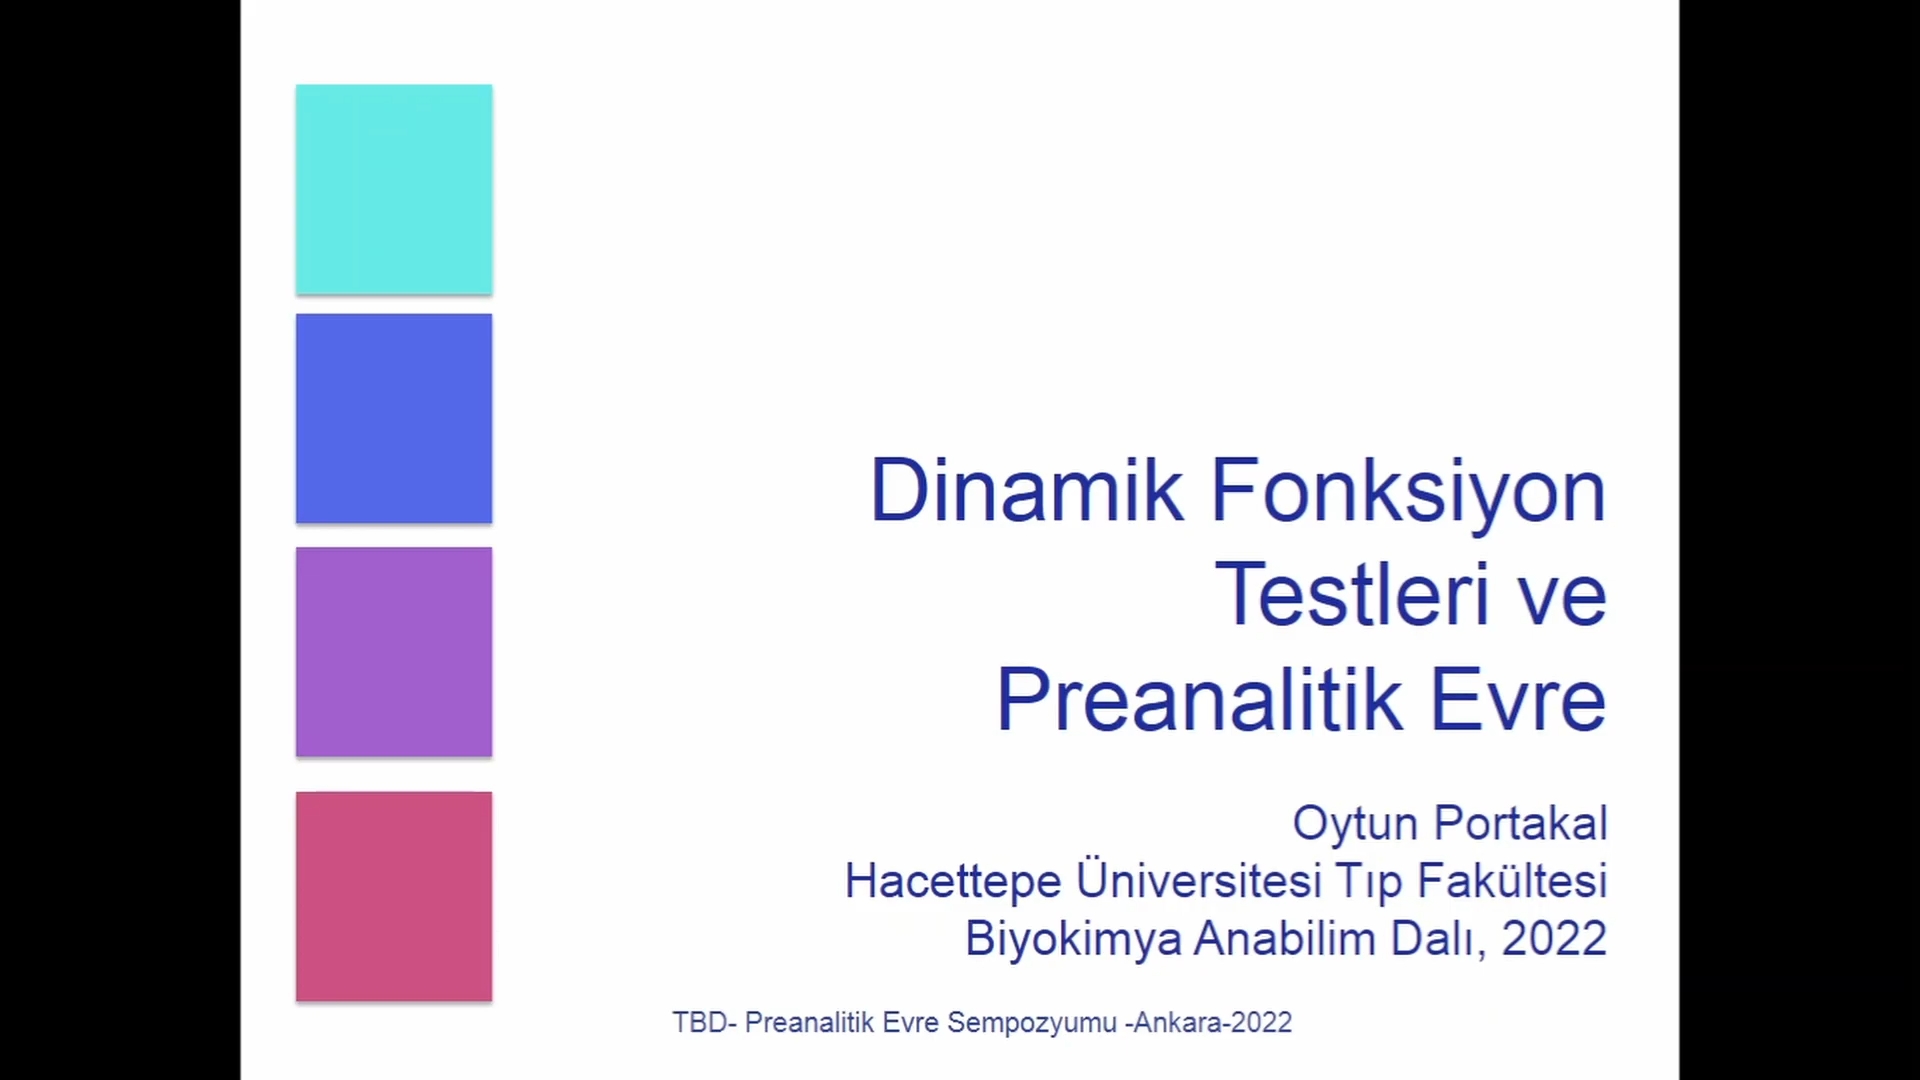 Dinamik Fonksiyon
Testleri ve
Preanalitik Evre
Oytun Portakal
Hacettepe Üniversitesi Tıp Fakültesi
Biyokimya Anabilim Dalı, 2022
TBD- Preanalitik Evre Sempozyumu -Ankara-2022